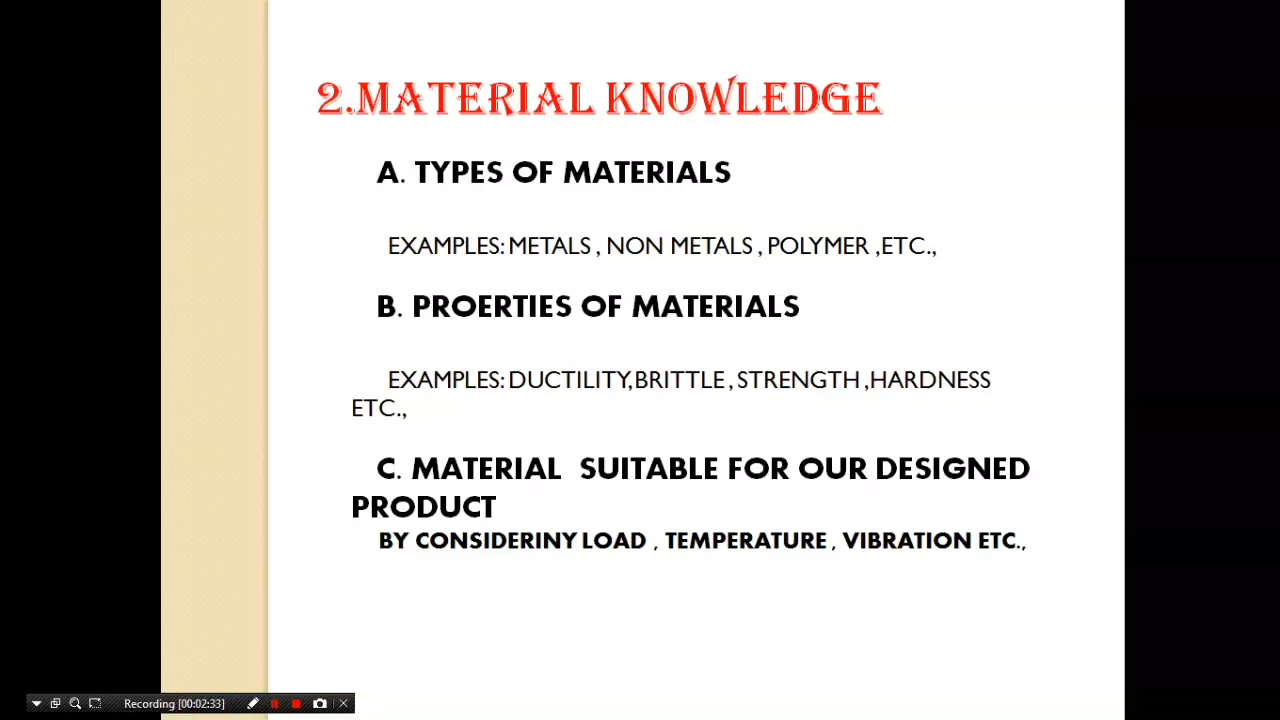 2.MATERIAL KNOWLEDGE
A. TYPES OF MATERIALS
EXAMPLES: METALS , NON METALS , POLYMER ,ETC.,
B. PROERTIES OF MATERIALS
EXAMPLES: DUCTILITY,BRITTLE , STRENGTH ,HARDNESS
ETC.,
C. MATERIAL  SUITABLE FOR OUR DESIGNED
PRODUCT
BY CONSIDERINY LOAD , TEMPERATURE , VIBRATION ETC.,
Recording [00:02:33]